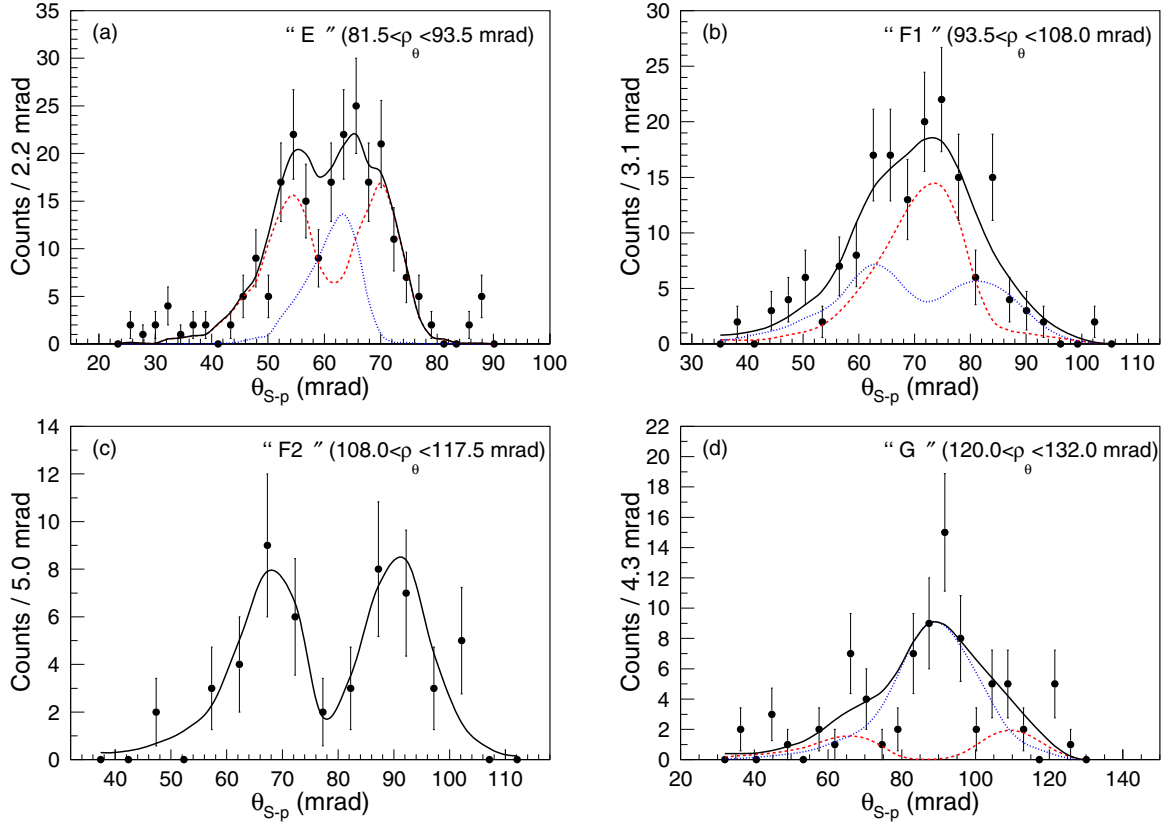 (a) “ E ” (81.5<ρθ <93.5 mrad)
Counts / 2.2 mrad
35
30
25
20
15
10
5
0
20 30 40 50 60 70 80 90 100
θS-p (mrad)
(b) “ F1 ” (93.5<ρθ <108.0 mrad)
Counts / 3.1 mrad
30
25
20
15
10
5
0
30 40 50 60 70 80 90 100 110
θS-p (mrad)
(c) “ F2 ” (108.0<ρθ <117.5 mrad)
Counts / 5.0 mrad
14
12
10
8
6
4
2
0
40 50 60 70 80 90 100 110
θS-p (mrad)
(d) “ G ” (120.0<ρθ <132.0 mrad)
Counts / 4.3 mrad
22
20
18
16
14
12
10
8
6
4
2
0
20 40 60 80 100 120 140
θS-p (mrad)